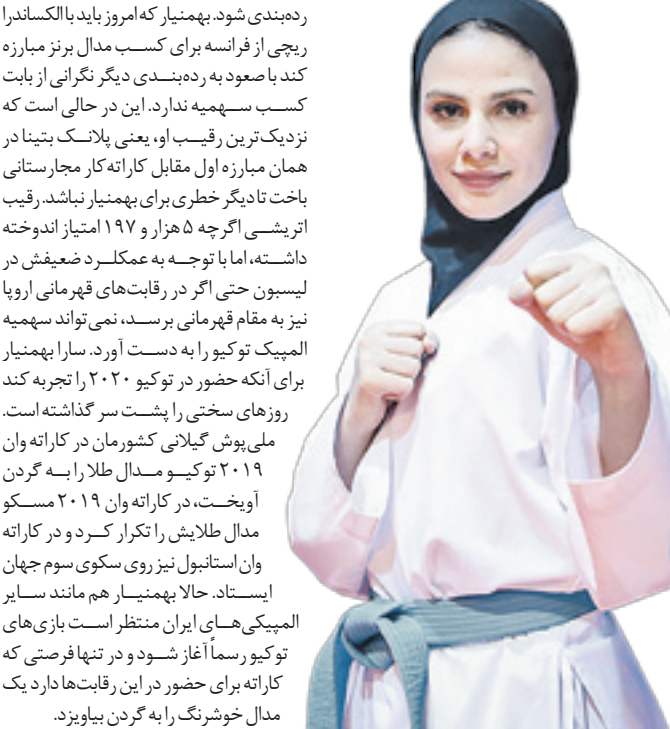 رده‌بندی شود. بهمنیار که امروز باید با الکساندرا
ریچی از فرانسه برای کسب مدال برنز مبارزه
کند با صعود به رده‌بندی دیگر نگرانی از بابت
کسب سهمیه ندارد. این در حالی است که
نزدیک‌ترین رقیب او، یعنی پلانک بتینا در
همان مبارزه اول مقابل کاراته‌کار مجارستانی
باخت تا دیگر خطری برای بهمنیار نباشد. رقیب
اتریشی اگرچه ۵ هزار و ۱۹۷ امتیاز اندوخته
داشته، اما با توجه به عملکرد ضعیفش در
لیسبون حتی اگر در رقابت‌های قهرمانی اروپا
نیز به مقام قهرمانی برسد، نمی‌تواند سهمیه
المپیک توکیو را به دست آورد. سارا بهمنیار
برای آنکه حضور در توکیو ۲۰۲۰ را تجربه کند
روزهای سختی را پشت سر گذاشته است.
ملی‌پوش گیلانی کشورمان در کاراته وان
۲۰۱۹ توکیو مدال طلا را به گردن
آویخت، در کاراته وان ۲۰۱۹ مسکو
مدال طلایش را تکرار کرد و در کاراته
وان استانبول نیز روی سکوی سوم جهان
ایستاد. حالا بهمنیار هم مانند سایر
المپیکی‌های ایران منتظر است بازی‌های
توکیو رسماً آغاز شود و در تنها فرصتی که
کاراته برای حضور در این رقابت‌ها دارد یک
مدال خوشرنگ را به گردن بیاویزد.